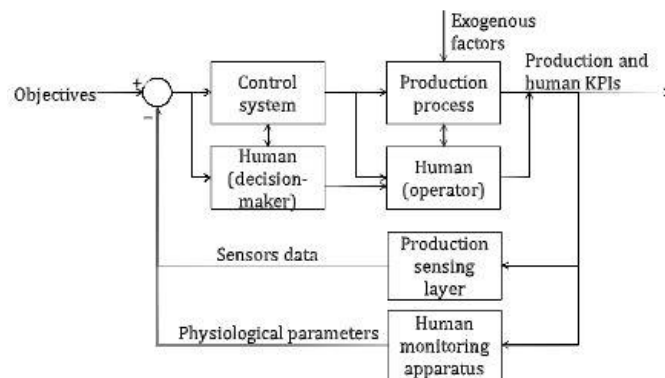 Exogenous
factors
Production and
human KPIs
Objectives
+
−
Control
system
Production
process
Human
(decision-
maker)
Human
(operator)
Sensors data
Production
sensing
layer
Physiological parameters
Human
monitoring
apparatus